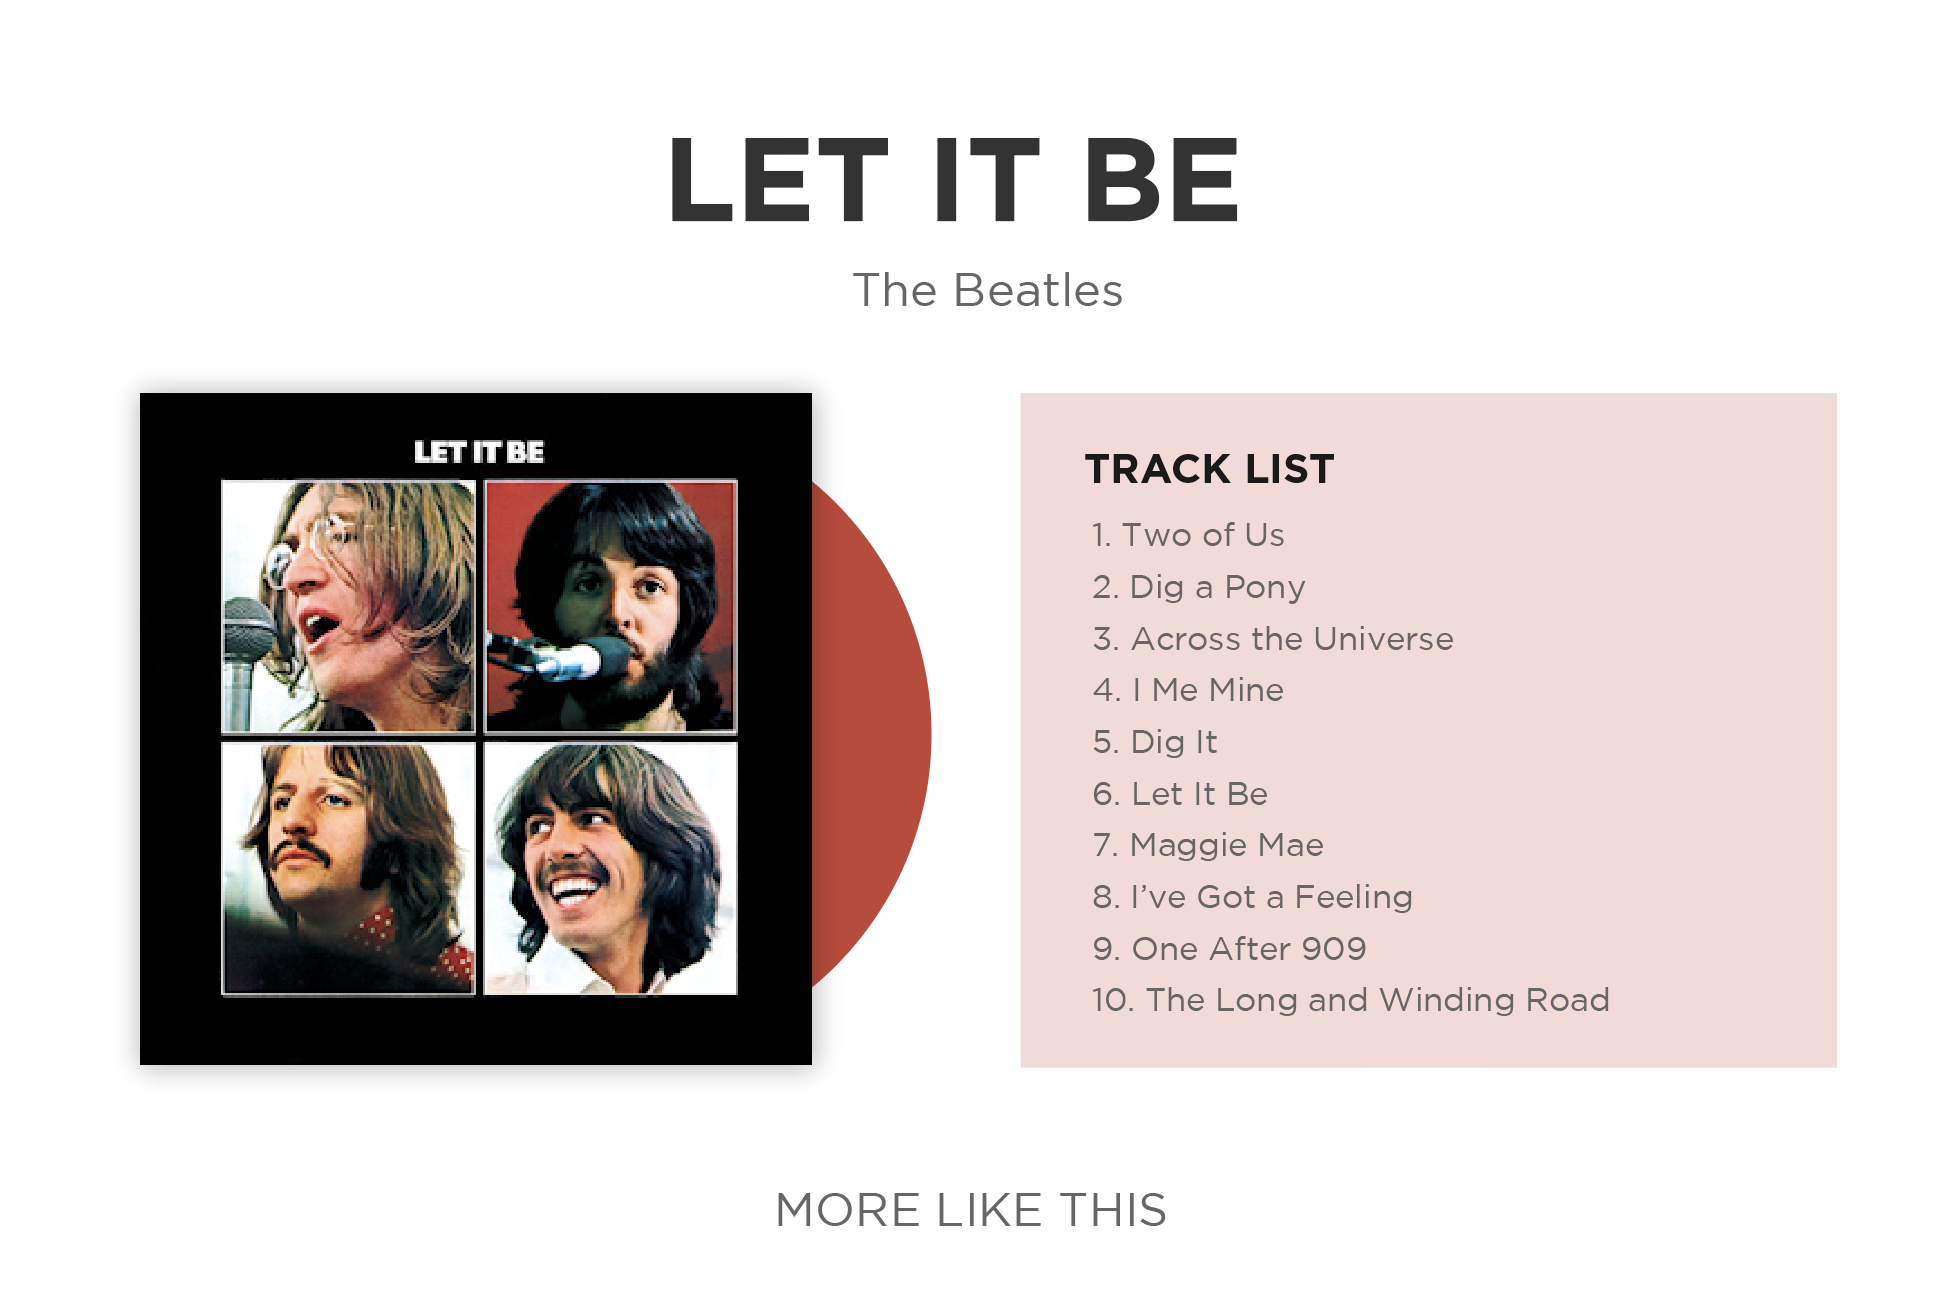 LET IT BE
The Beatles
LET IT BE
TRACK LIST
1. Two of Us
2. Dig a Pony
3. Across the Universe
4. I Me Mine
5. Dig It
6. Let It Be
7. Maggie Mae
8. I’ve Got a Feeling
9. One After 909
10. The Long and Winding Road
MORE LIKE THIS